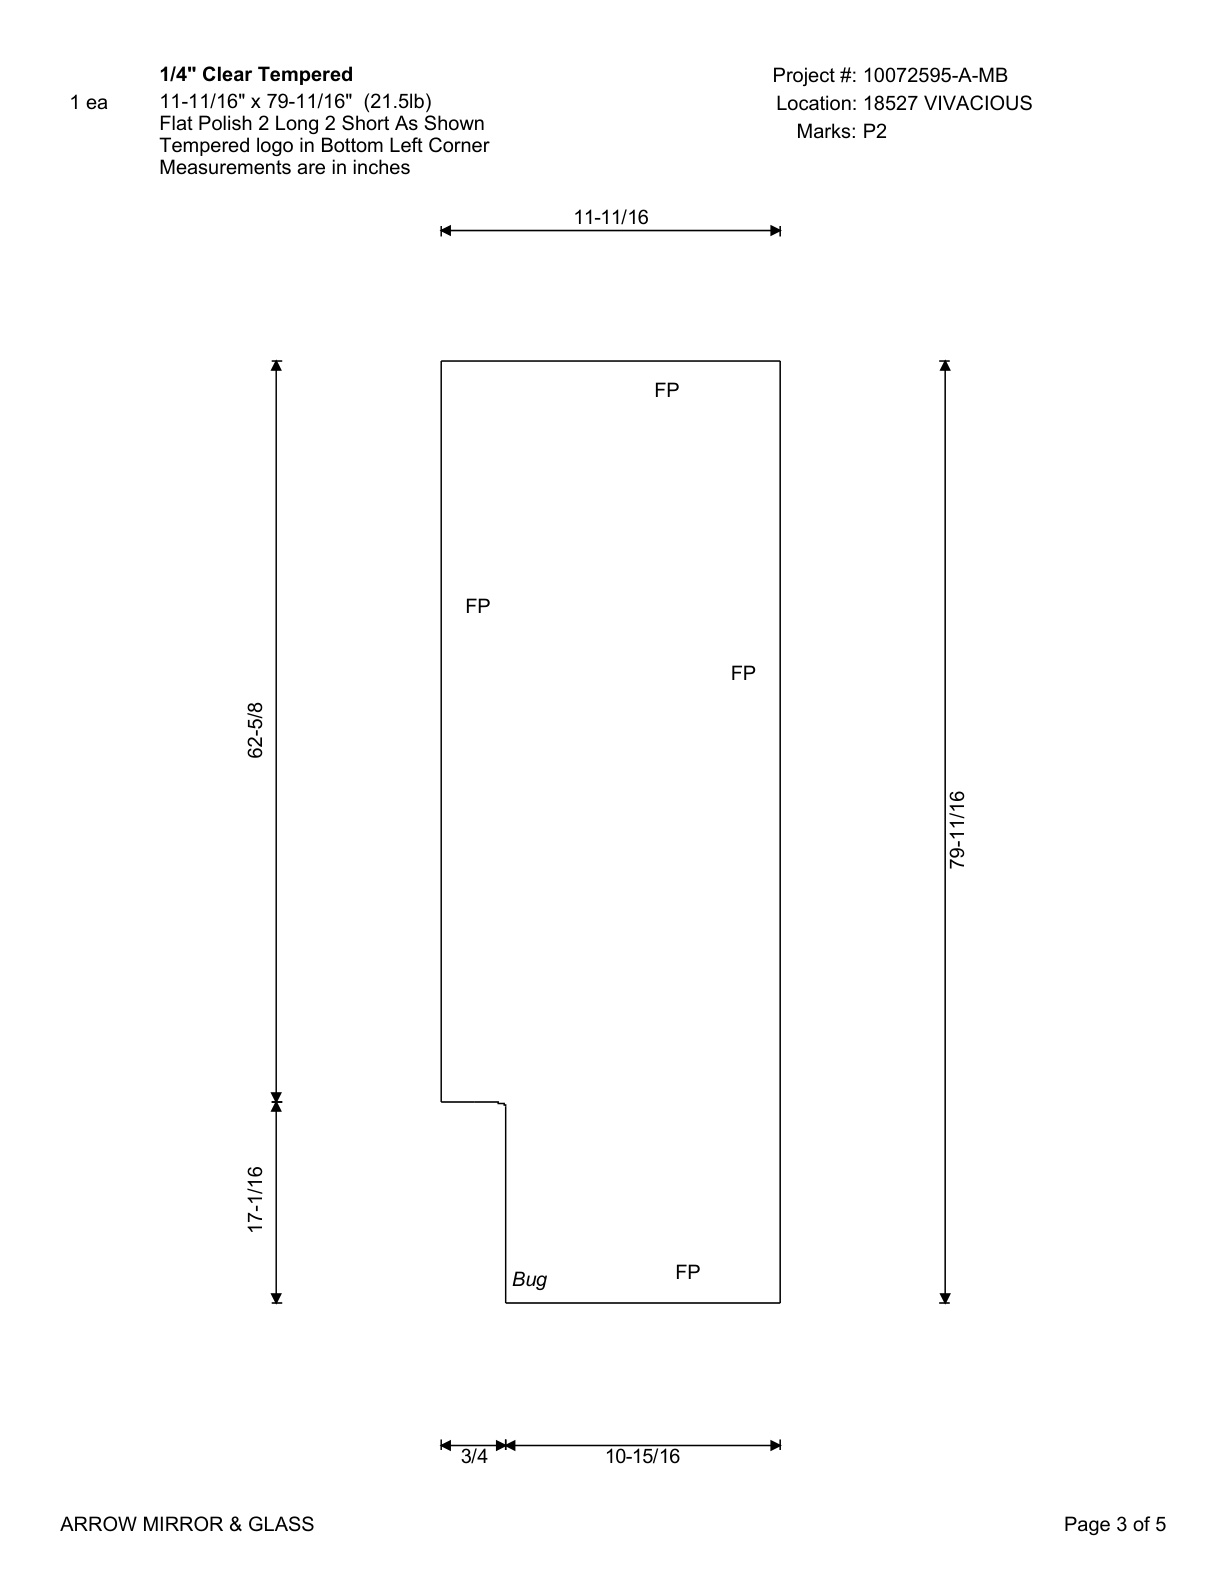 1/4" Clear Tempered
1 ea
11-11/16" x 79-11/16"  (21.5lb)
Flat Polish 2 Long 2 Short As Shown
Tempered logo in Bottom Left Corner
Measurements are in inches
Project #: 10072595-A-MB
Location: 18527 VIVACIOUS
Marks: P2
11-11/16
FP
FP
FP
62-5/8
79-11/16
17-1/16
Bug
FP
3/4
10-15/16
ARROW MIRROR & GLASS
Page 3 of 5